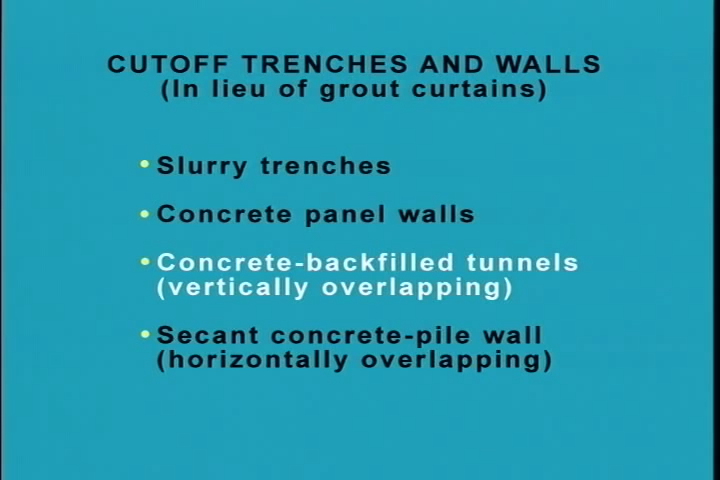 CUTOFF TRENCHES AND WALLS
(In lieu of grout curtains)
• Slurry trenches
• Concrete panel walls
• Concrete-backfilled tunnels
(vertically overlapping)
• Secant concrete-pile wall
(horizontally overlapping)